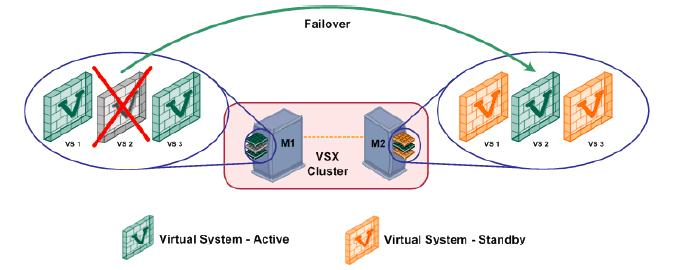 Failover
VS 1
VS 2
VS 3
VS 1
VS 2
VS 3
M1
M2
VSX
Cluster
Virtual System - Active
Virtual System - Standby